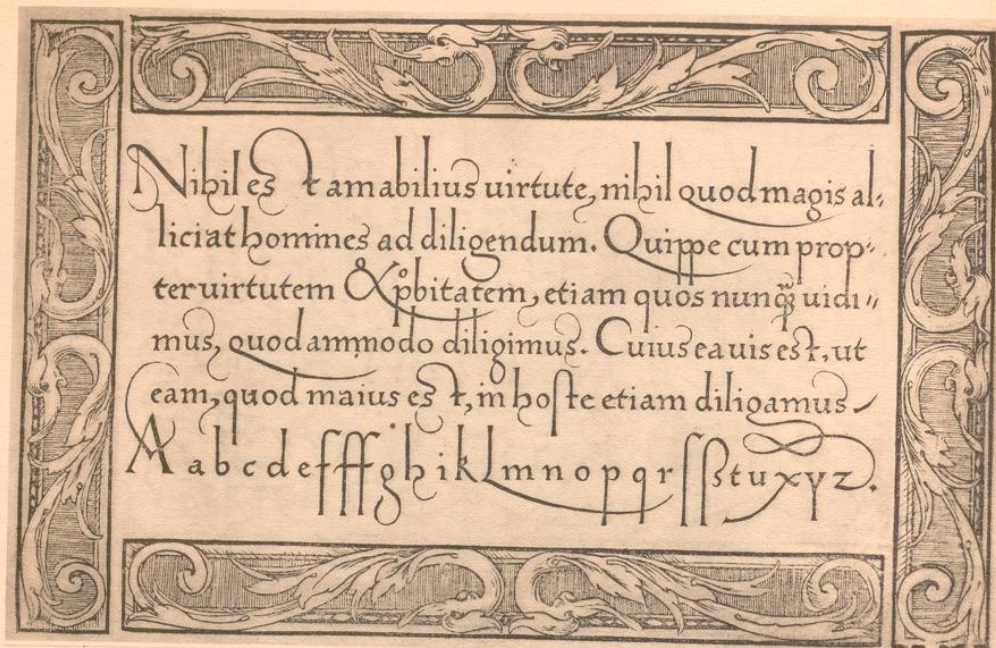 Nihil est amabilius uirtute, nihil quod magis al-
liciat homines ad diligendum. Quippe cum prop-
ter uirtutem & ꝓbitatem, etiam quos nunq̃ uidi-
mus, quodammodo diligimus. Cuius ea uis est, ut
eam, quod maius est, in hoste etiam diligamus
A a b c d e f ff g h i k l m n o p q r ſ ſſ s t u x y z.